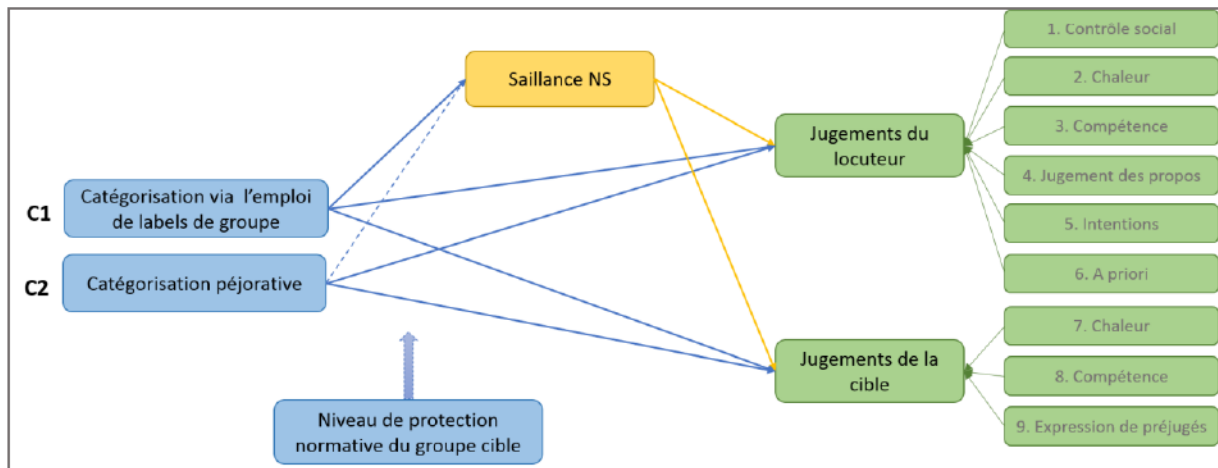 1. Contrôle social
Saillance NS
2. Chaleur
Jugements du
locuteur
3. Compétence
4. Jugement des propos
C1
Catégorisation via l'emploi
de labels de groupe
5. Intentions
C2
Catégorisation péjorative
6. A priori
7. Chaleur
Jugements de la
cible
8. Compétence
Niveau de protection
normative du groupe cible
9. Expression de préjugés